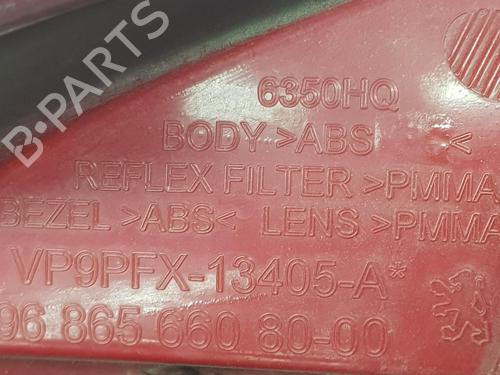 6350HQ
BODY >ABS <
REFLEX FILTER >PMMA
BEZEL >ABS< LENS >PMMA
VP9PFX-13405-A*
96 865 660 80-00
B-PARTS